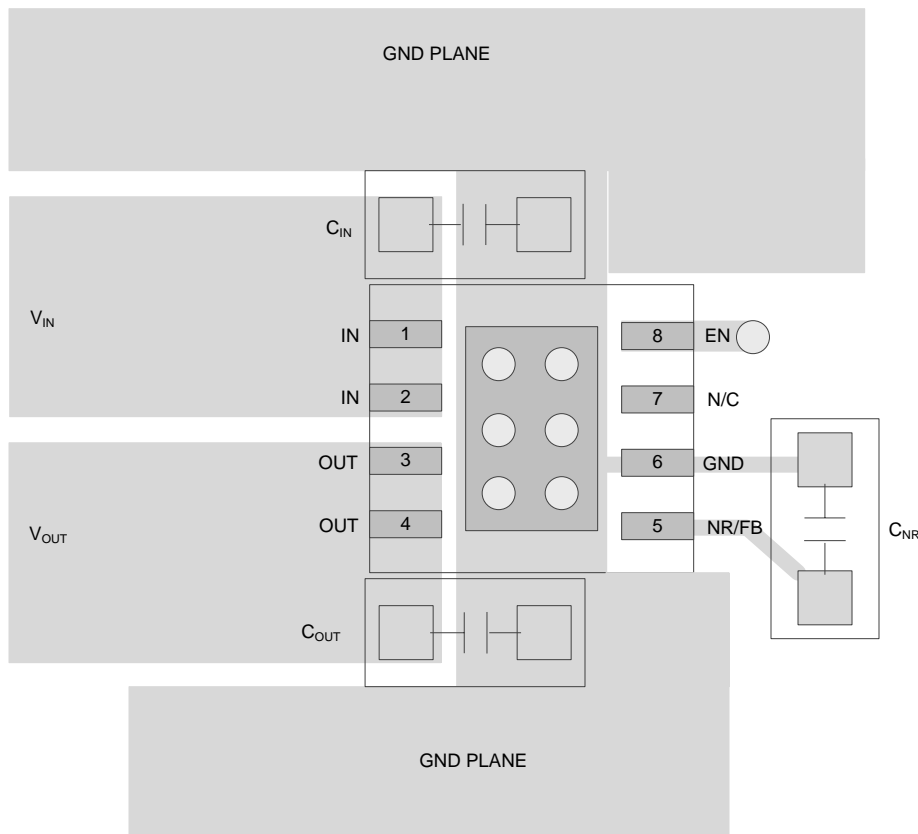 GND PLANE
CIN
VIN
IN 1 8 EN
IN 2 7 N/C
OUT 3 6 GND
OUT 4 5 NR/FB
CNR
VOUT
COUT
GND PLANE